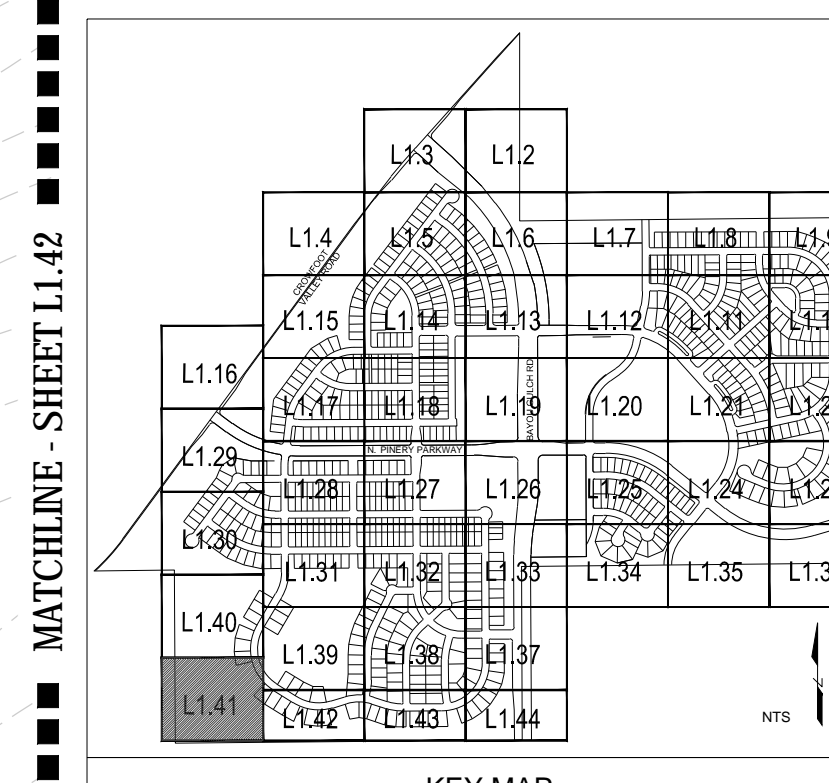 MATCHLINE - SHEET L1.42
L1.3
L1.2
L1.4
L1.5
L1.6
L1.7
L1.8
CROWFOOT
VALLEY ROAD
L1.15
L1.14
L1.13
L1.12
L1.11
L1.16
L1.17
L1.18
L1.19
BAYOU GULCH RD
L1.20
L1.21
N. PINERY PARKWAY
L1.29
L1.28
L1.27
L1.26
L1.25
L1.24
L1.30
L1.31
L1.32
L1.33
L1.34
L1.35
L1.40
L1.39
L1.38
L1.37
L1.41
L1.42
L1.43
L1.44
N
NTS
KEY MAP